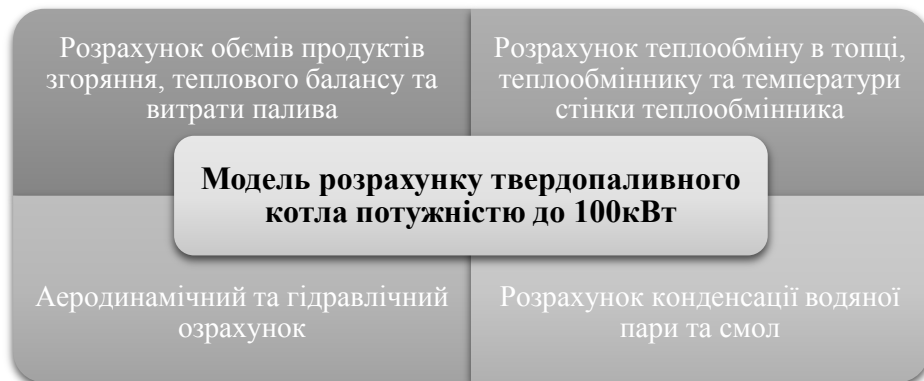 Розрахунок обємів продуктів
згоряння, теплового балансу та
витрати палива
Розрахунок теплообміну в топці,
теплообміннику та температури
стінки теплообмінника
Модель розрахунку твердопаливного
котла потужністю до 100кВт
Аеродинамічний та гідравлічний
озрахунок
Розрахунок конденсації водяної
пари та смол